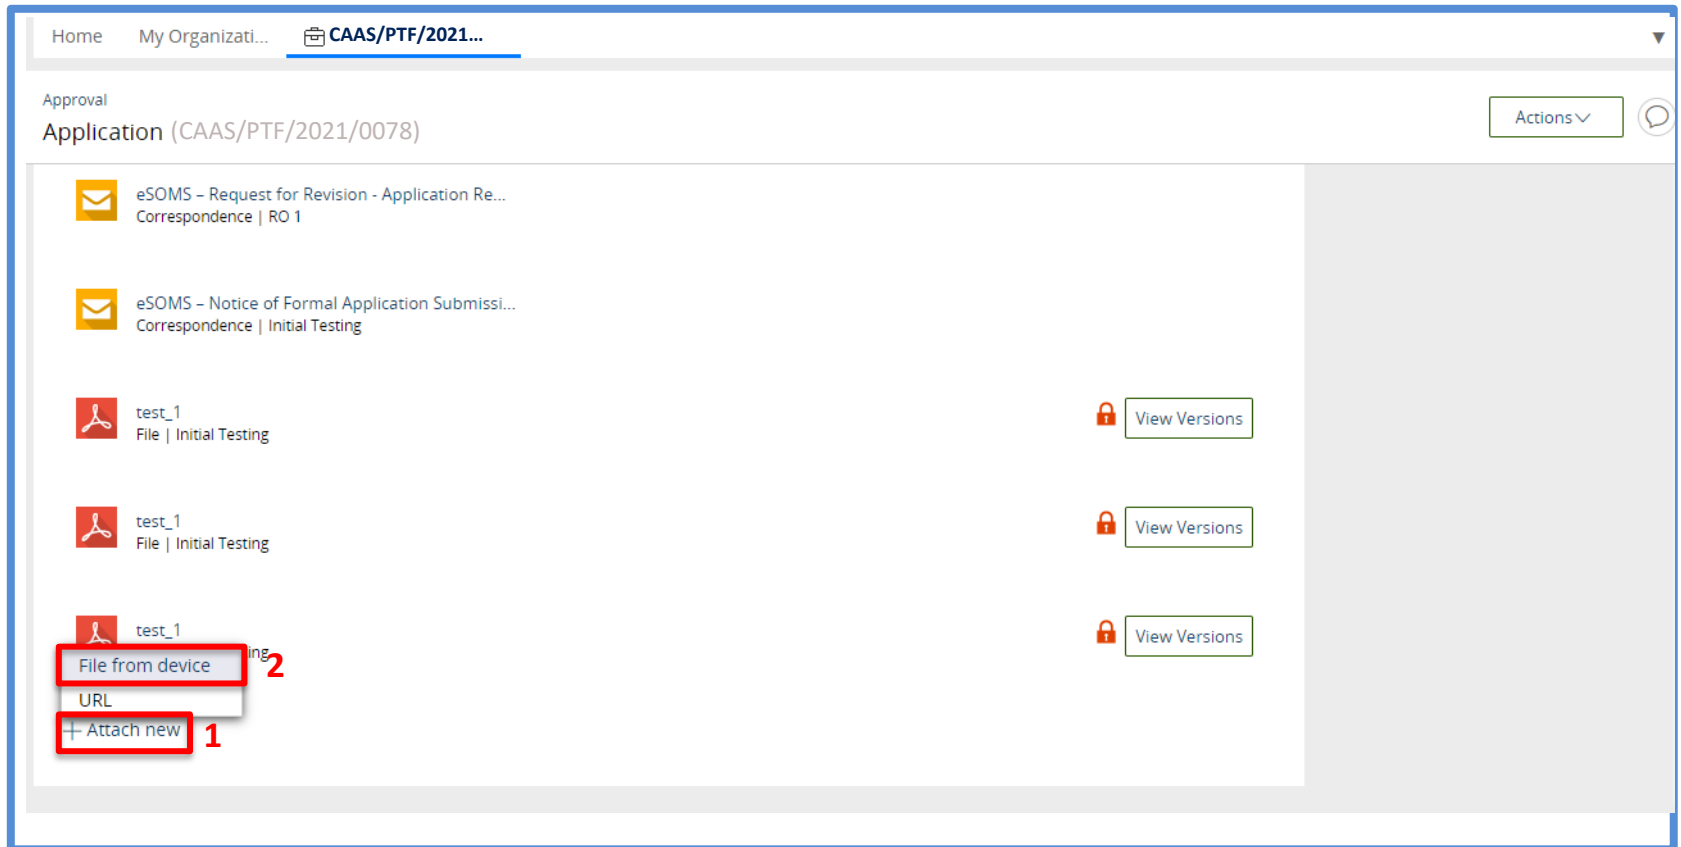 Home My Organizati... CAAS/PTF/2021...
Approval
Application (CAAS/PTF/2021/0078)
Actions
eSOMS – Request for Revision - Application Re...
Correspondence | RO 1
eSOMS – Notice of Formal Application Submissi...
Correspondence | Initial Testing
test_1
File | Initial Testing
View Versions
test_1
File | Initial Testing
View Versions
test_1
ing
View Versions
File from device 2
URL
+ Attach new 1